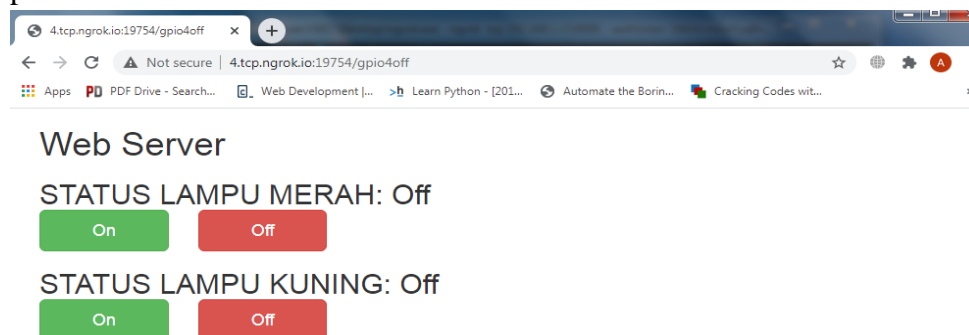 4.tcp.ngrok.io:19754/gpio4off
Not secure | 4.tcp.ngrok.io:19754/gpio4off A
Apps PD PDF Drive - Search... Web Development |... >h Learn Python - [201... Automate the Borin... Cracking Codes wit...
Web Server
STATUS LAMPU MERAH: Off
On Off
STATUS LAMPU KUNING: Off
On Off